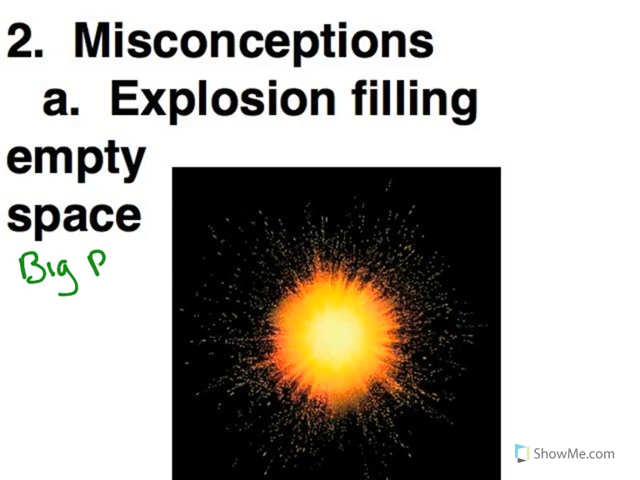 2. Misconceptions
a. Explosion filling
empty
space
Big P
ShowMe.com